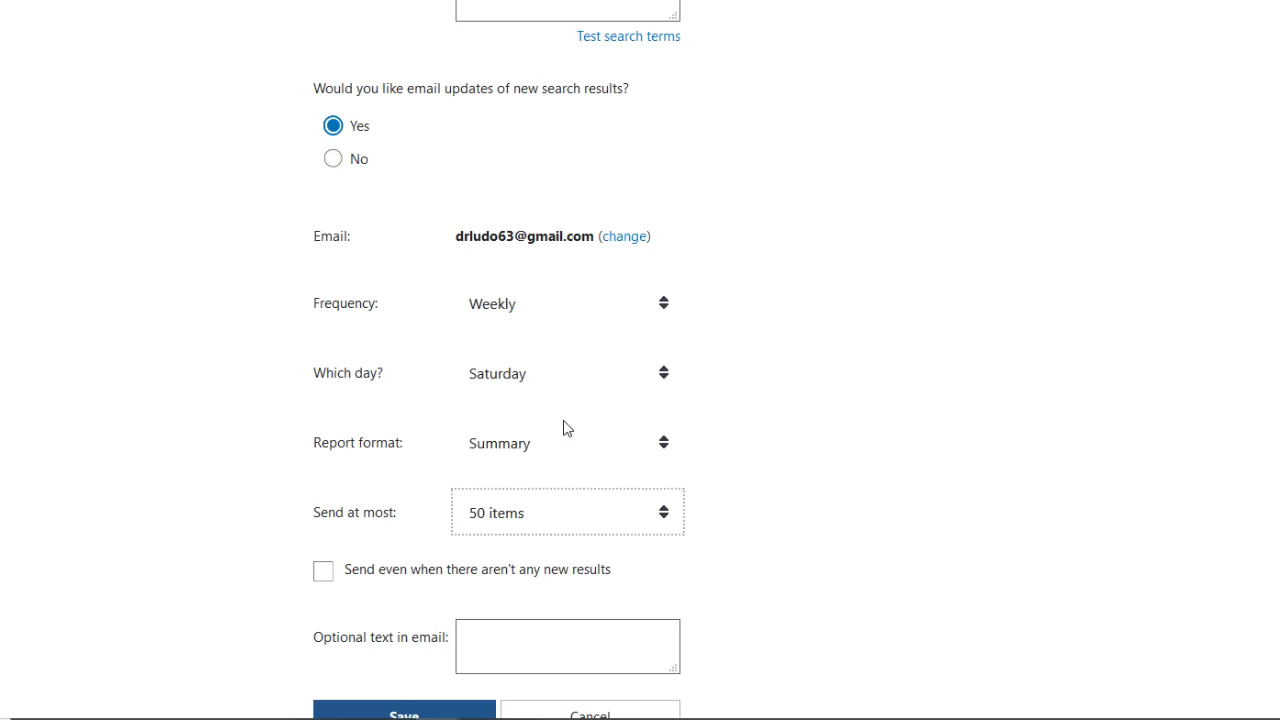 Test search terms
Would you like email updates of new search results?
Yes
No
Email: drludo63@gmail.com (change)
Frequency: Weekly
Which day? Saturday
Report format: Summary
Send at most: 50 items
Send even when there aren't any new results
Optional text in email:
Save Cancel